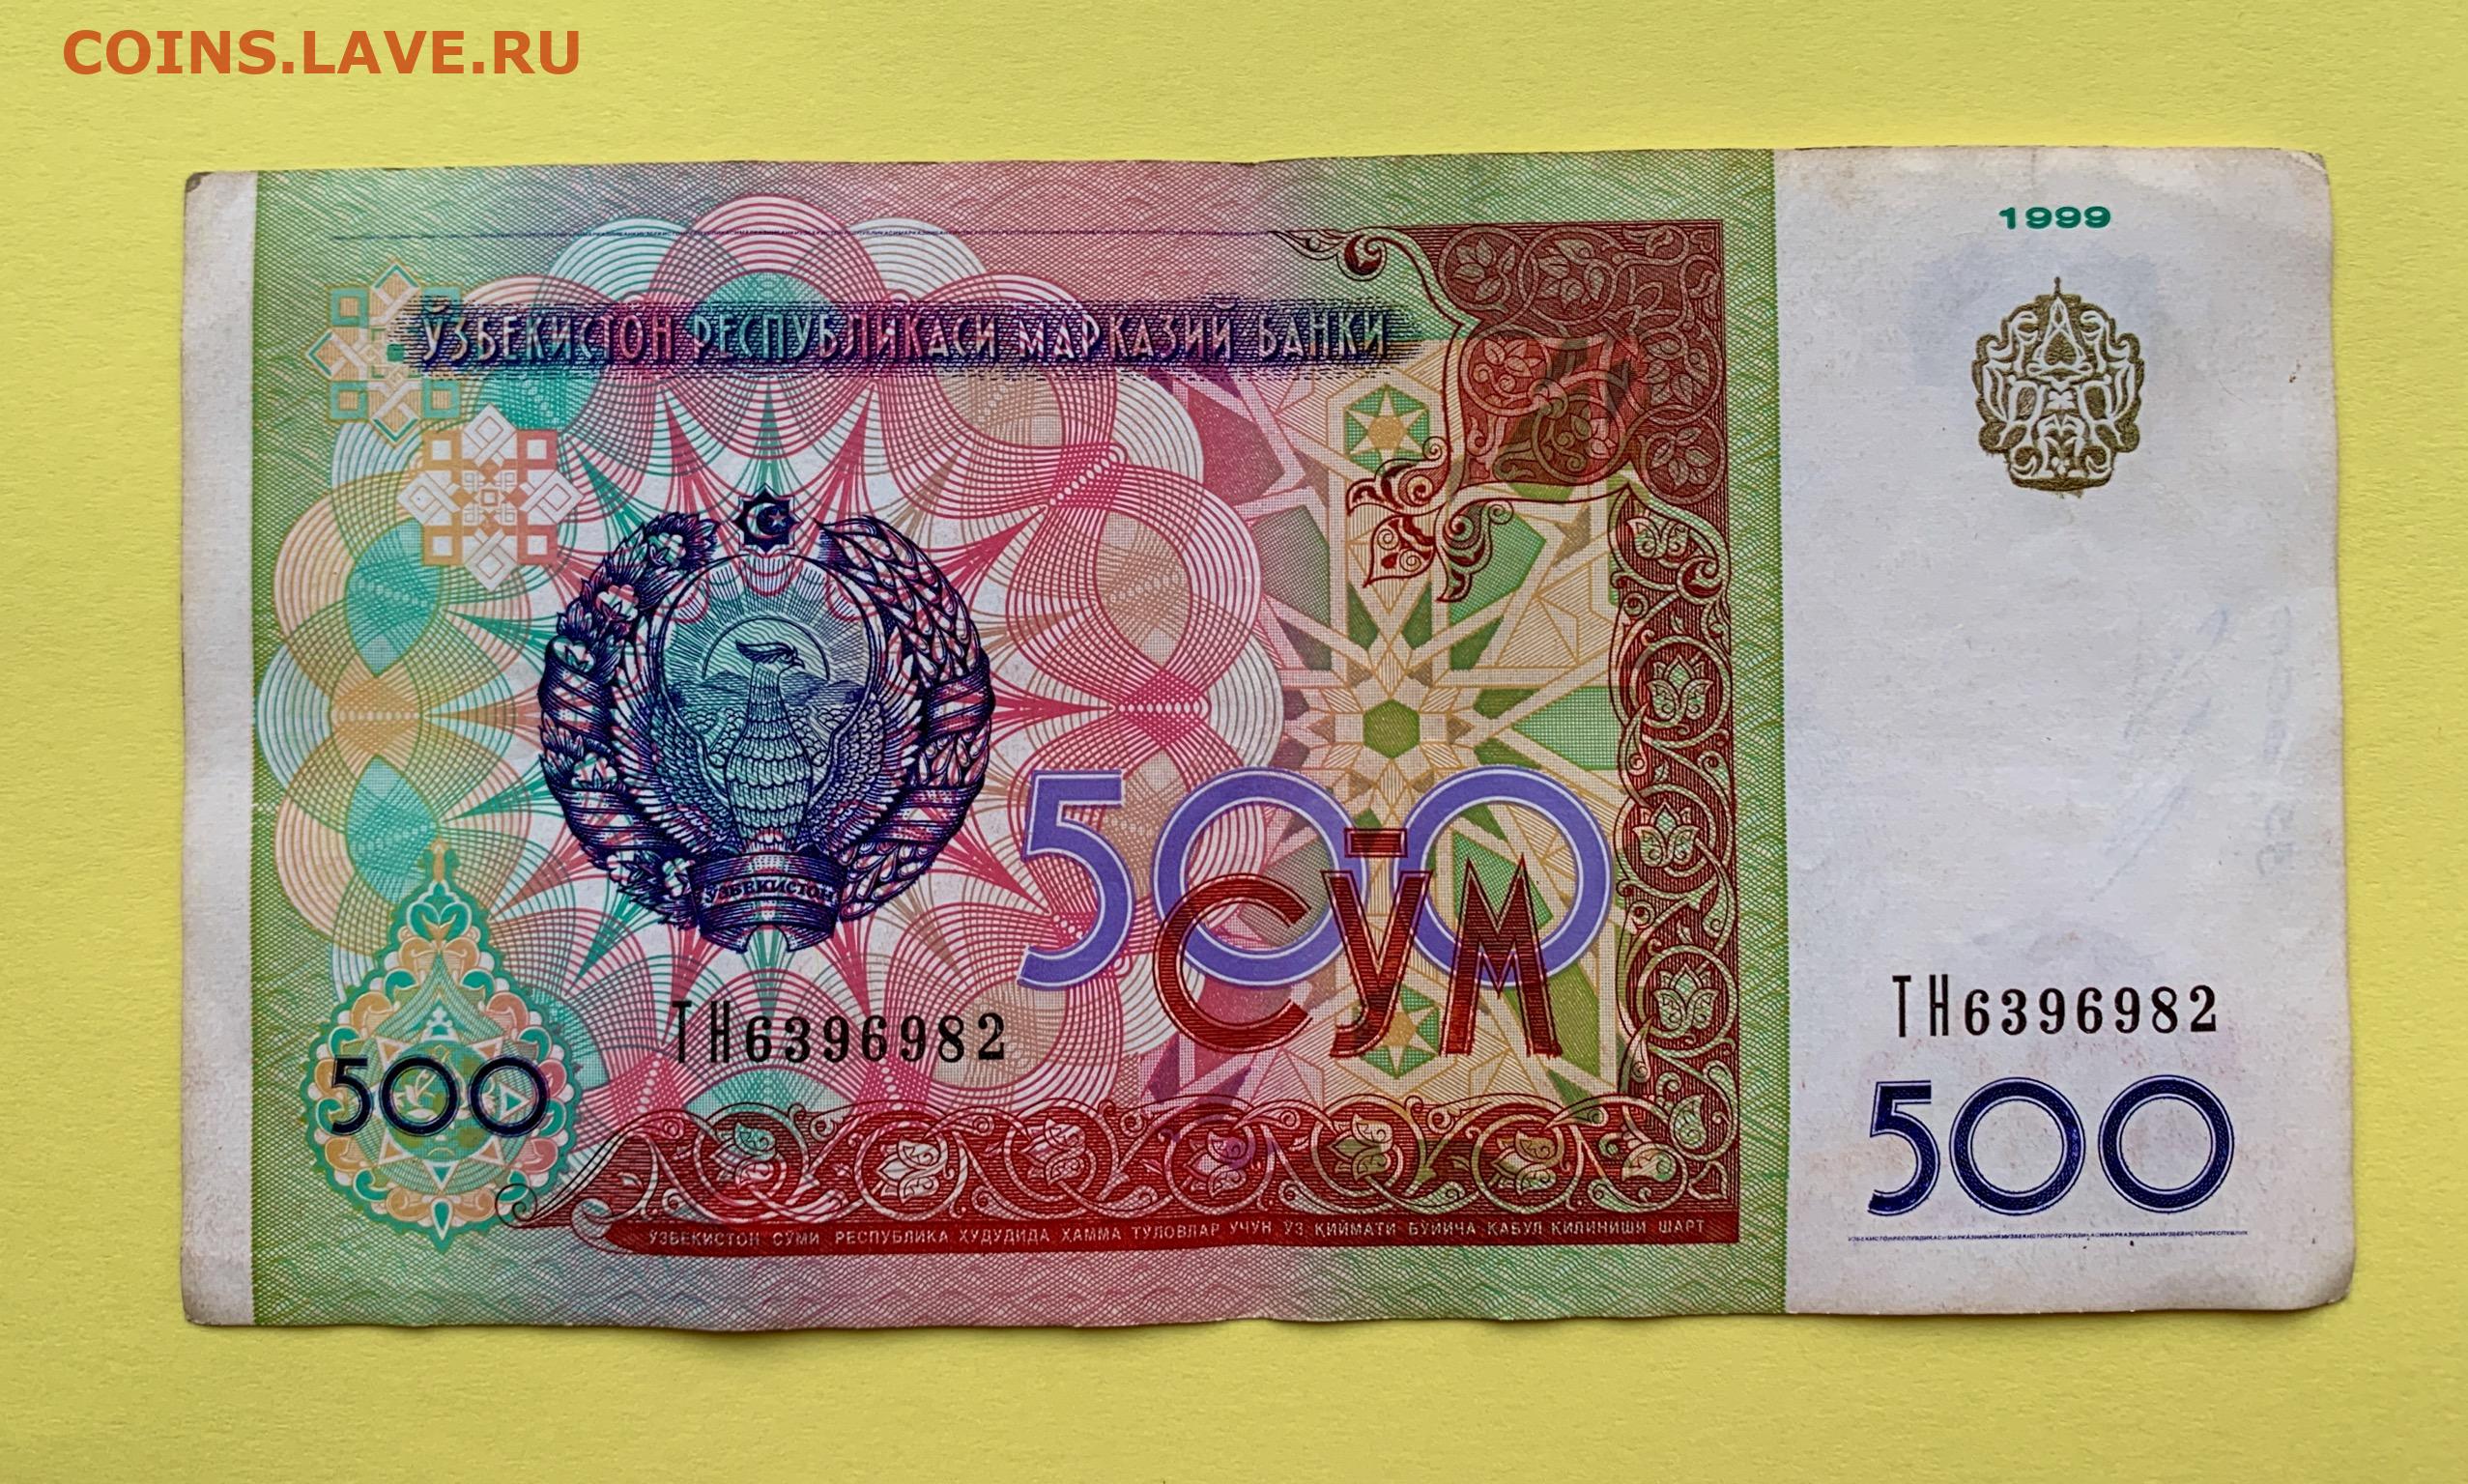 COINS.LAVE.RU
1999
ЎЗБЕКИСТОН РЕСПУБЛИКАСИ МАРКАЗИЙ БАНКИ
ЎЗБЕКИСТОН
500
СЎМ
ТН6396982
ТН6396982
500
500
ЎЗБЕКИСТОН СЎМИ РЕСПУБЛИКА ҲУДУДИДА ҲАММА ТЎЛОВЛАР УЧУН ЎЗ ҚИЙМАТИ БЎЙИЧА ҚАБУЛ ҚИЛИНИШИ ШАРТ